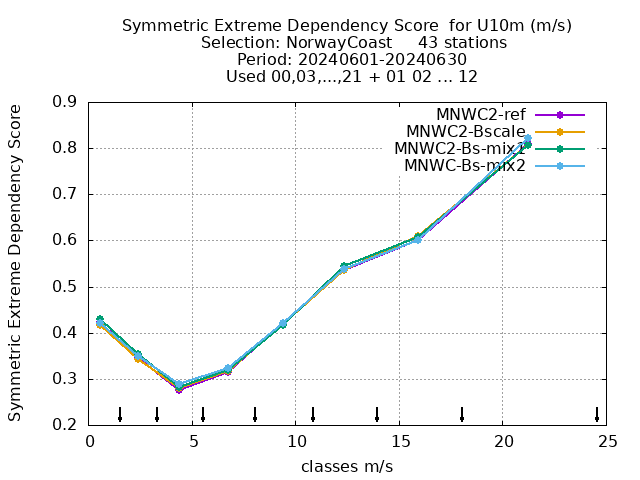 Symmetric Extreme Dependency Score  for U10m (m/s)
Selection: NorwayCoast     43 stations
Period: 20240601-20240630
Used 00,03,...,21 + 01 02 ... 12
Symmetric Extreme Dependency Score
0.9
0.8
0.7
0.6
0.5
0.4
0.3
0.2
MNWC2-ref
MNWC2-Bscale
MNWC2-Bs-mix1
MNWC-Bs-mix2
0 5 10 15 20 25
classes m/s